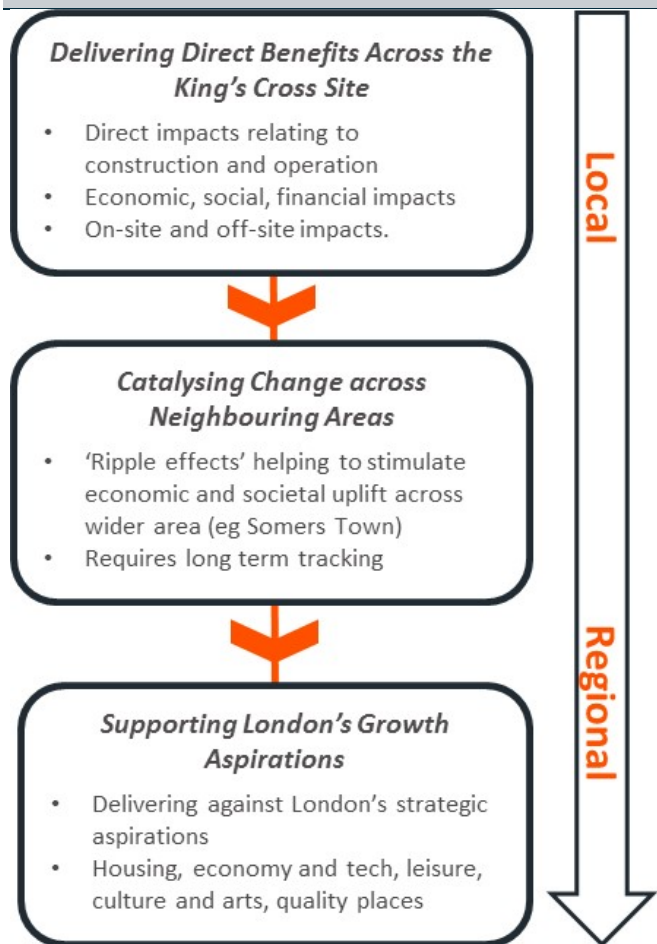 Delivering Direct Benefits Across the
King's Cross Site
• Direct impacts relating to
construction and operation
• Economic, social, financial impacts
• On-site and off-site impacts.
Local
Catalysing Change across
Neighbouring Areas
• 'Ripple effects' helping to stimulate
economic and societal uplift across
wider area (eg Somers Town)
• Requires long term tracking
Regional
Supporting London's Growth
Aspirations
• Delivering against London's strategic
aspirations
• Housing, economy and tech, leisure,
culture and arts, quality places